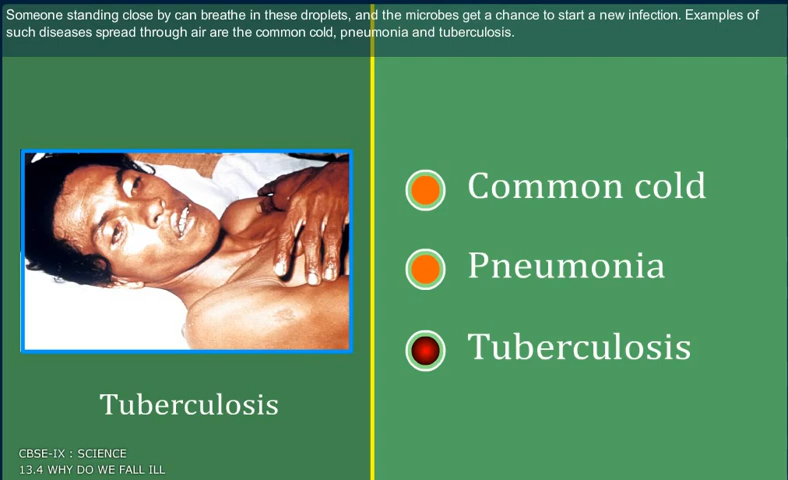 Someone standing close by can breathe in these droplets, and the microbes get a chance to start a new infection. Examples of
such diseases spread through air are the common cold, pneumonia and tuberculosis.
Common cold
Pneumonia
Tuberculosis
Tuberculosis
CBSE-IX : SCIENCE
13.4 WHY DO WE FALL ILL